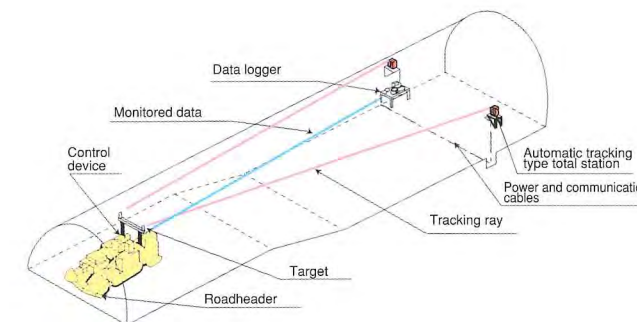 Data logger
Monitored data
Control
device
Automatic tracking
type total station
Power and communicatio
cables
Tracking ray
Target
Roadheader